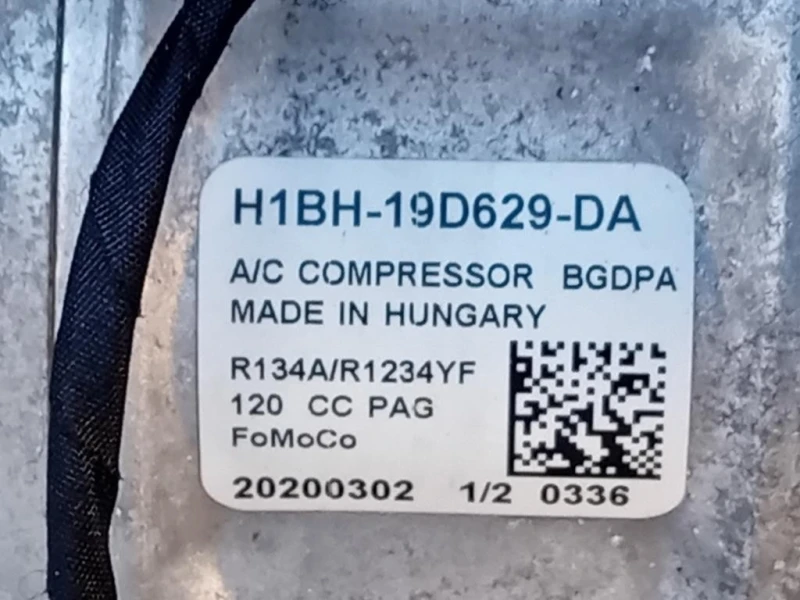 H1BH-19D629-DA
A/C COMPRESSOR BGDPA
MADE IN HUNGARY
R134A/R1234YF
120 CC PAG
FoMoCo
20200302 1/2 0336